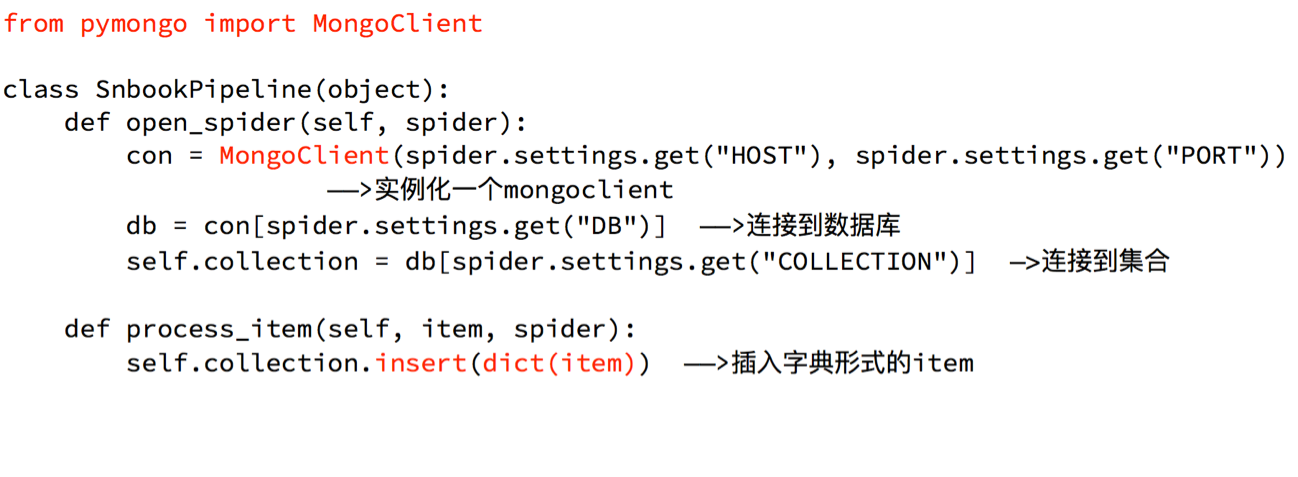 from pymongo import MongoClient
class SnbookPipeline(object):
def open_spider(self, spider):
con = MongoClient(spider.settings.get("HOST"), spider.settings.get("PORT"))
——>实例化一个mongoclient
db = con[spider.settings.get("DB")] ——>连接到数据库
self.collection = db[spider.settings.get("COLLECTION")] —>连接到集合
def process_item(self, item, spider):
self.collection.insert(dict(item)) ——>插入字典形式的item